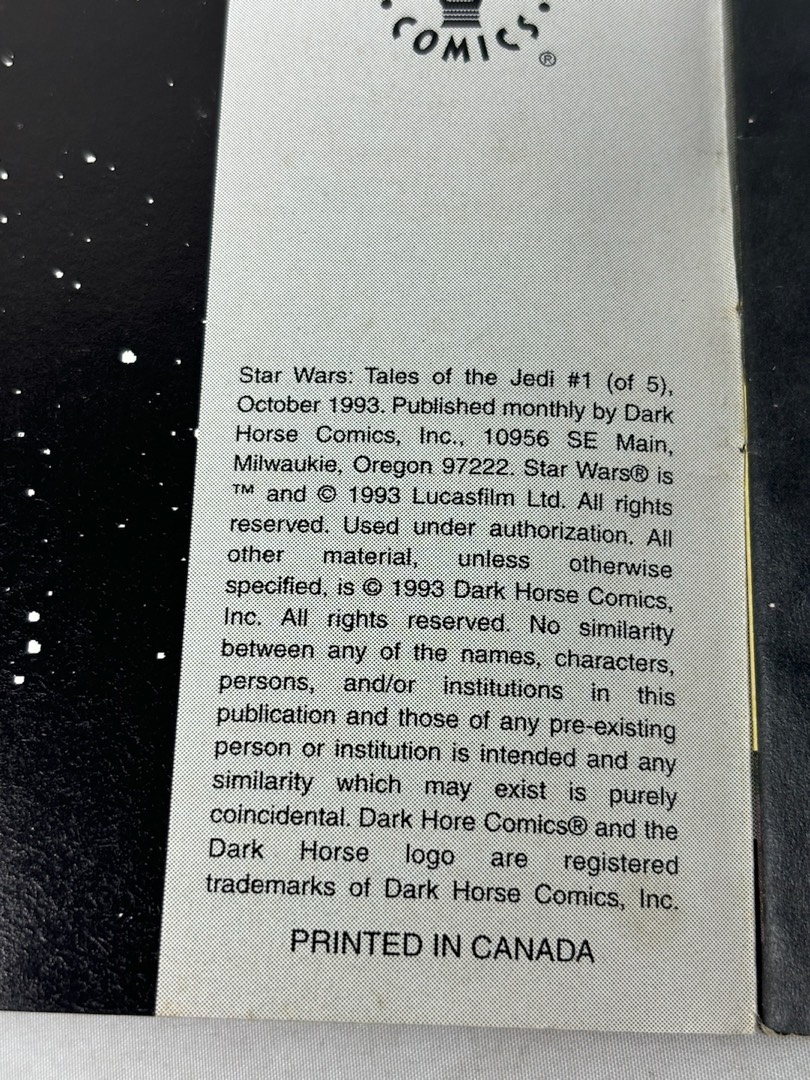 COMICS ®
Star Wars: Tales of the Jedi #1 (of 5),
October 1993. Published monthly by Dark
Horse Comics, Inc., 10956 SE Main,
Milwaukie, Oregon 97222. Star Wars® is
™ and © 1993 Lucasfilm Ltd. All rights
reserved. Used under authorization. All
other material, unless otherwise
specified, is © 1993 Dark Horse Comics,
Inc. All rights reserved. No similarity
between any of the names, characters,
persons, and/or institutions in this
publication and those of any pre-existing
person or institution is intended and any
similarity which may exist is purely
coincidental. Dark Hore Comics® and the
Dark Horse logo are registered
trademarks of Dark Horse Comics, Inc.
PRINTED IN CANADA